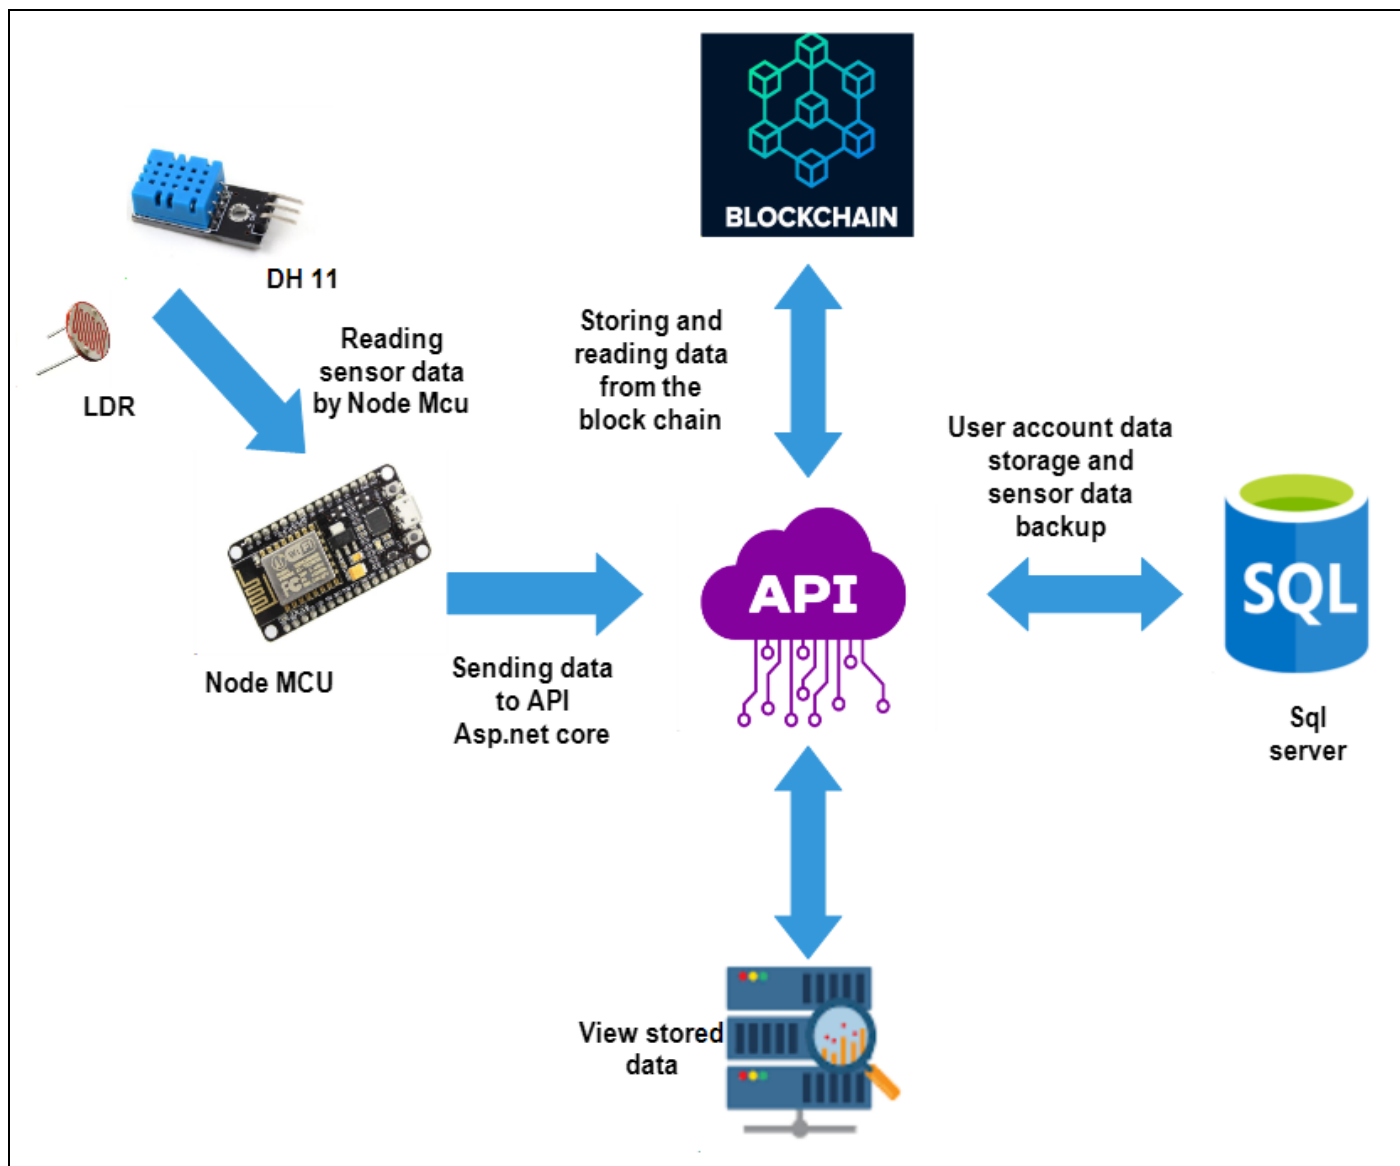 BLOCKCHAIN
DH 11
LDR
Reading
sensor data
by Node Mcu
Storing and
reading data
from the
block chain
User account data
storage and
sensor data
backup
API
SQL
Node MCU
Sending data
to API
Asp.net core
Sql
server
View stored
data